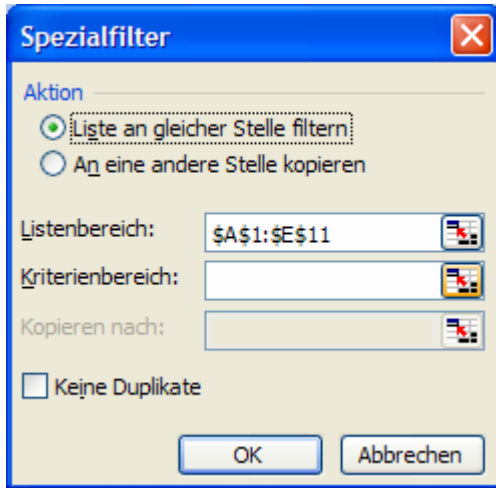 Spezialfilter
Aktion
Liste an gleicher Stelle filtern
An eine andere Stelle kopieren
Listenbereich: $A$1:$E$11
Kriterienbereich:
Kopieren nach:
Keine Duplikate
OK Abbrechen